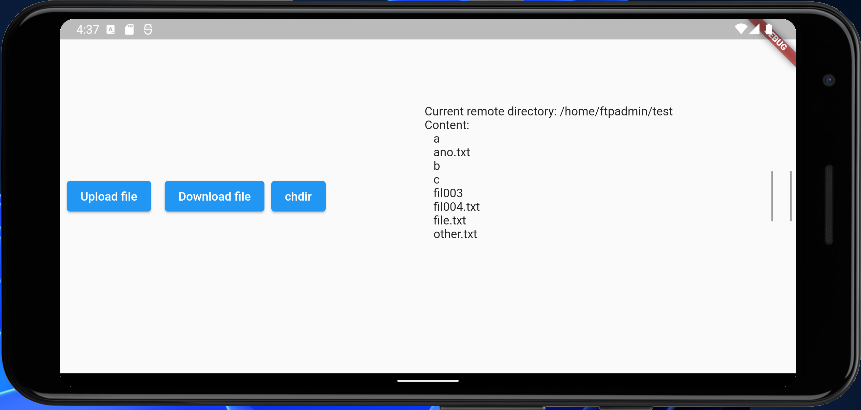 4:37
DEBUG
Current remote directory: /home/ftpadmin/test
Content:
a
ano.txt
b
c
fil003
fil004.txt
file.txt
other.txt
Upload file
Download file
chdir